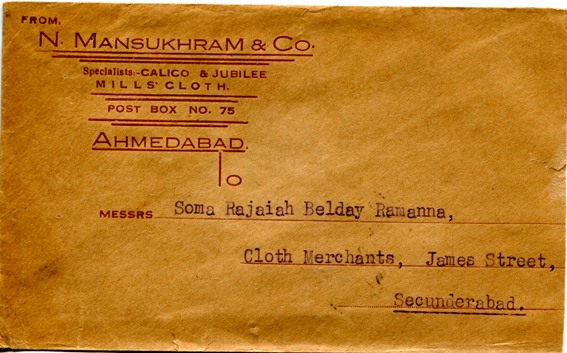 FROM,
N. MANSUKHRAM & CO.
Specialists:-CALICO & JUBILEE
MILLS' CLOTH.
POST BOX NO. 75
AHMEDABAD.
To
MESSRS Soma Rajaiah Belday Ramanna,
Cloth Merchants, James Street,
Secunderabad.